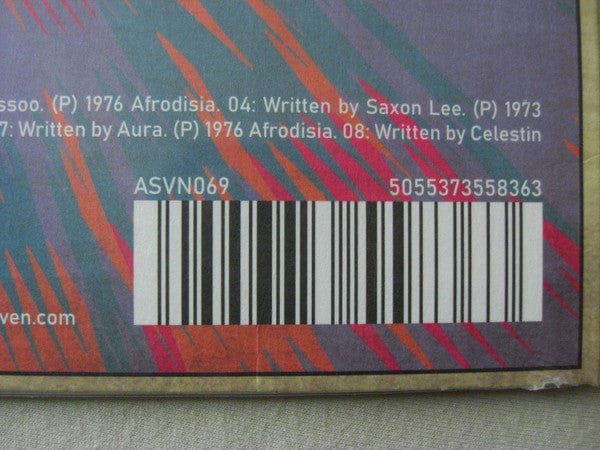 ssoo. (P) 1976 Afrodisia. 04: Written by Saxon Lee. (P) 1973
7: Written by Aura. (P) 1976 Afrodisia. 08: Written by Celestin
ASVN069 5055373558363
ven.com